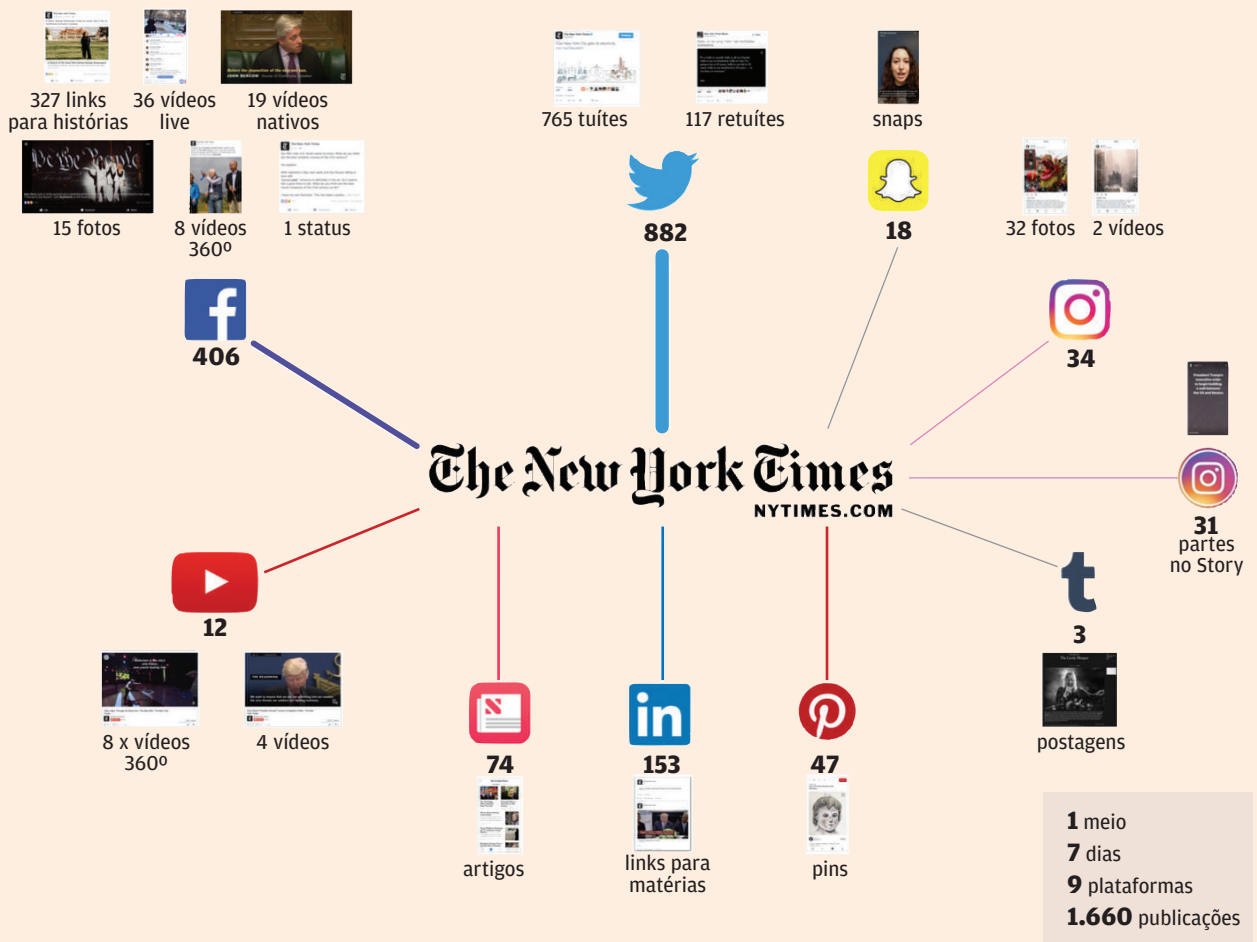 327 links
para histórias
36 vídeos
live
19 vídeos
nativos
15 fotos
8 vídeos
360º
1 status
406
765 tuítes
117 retuítes
882
snaps
18
32 fotos
2 vídeos
34
31
partes
no Story
The New York Times
NYTIMES.COM
12
8 x vídeos
360º
4 vídeos
74
artigos
in
153
links para
matérias
47
pins
t
3
postagens
1 meio
7 dias
9 plataformas
1.660 publicações